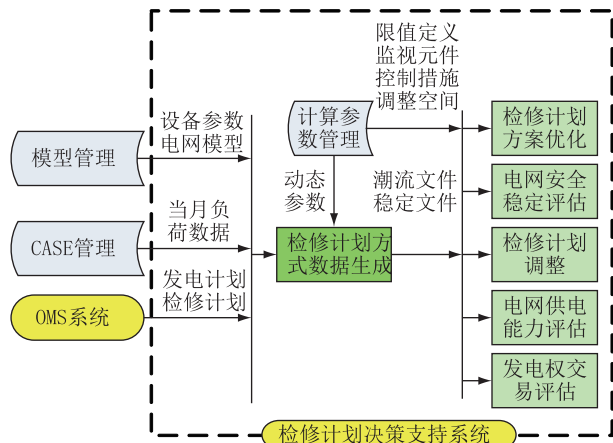 限值定义
监视元件
控制措施
调整空间
设备参数
电网模型
模型管理
计算参
数管理
检修计划
方案优化
动态
参数
潮流文件
稳定文件
电网安全
稳定评估
当月负
荷数据
CASE管理
检修计划方
式数据生成
检修计划
调整
发电计划
检修计划
OMS系统
电网供电
能力评估
发电权交
易评估
检修计划决策支持系统